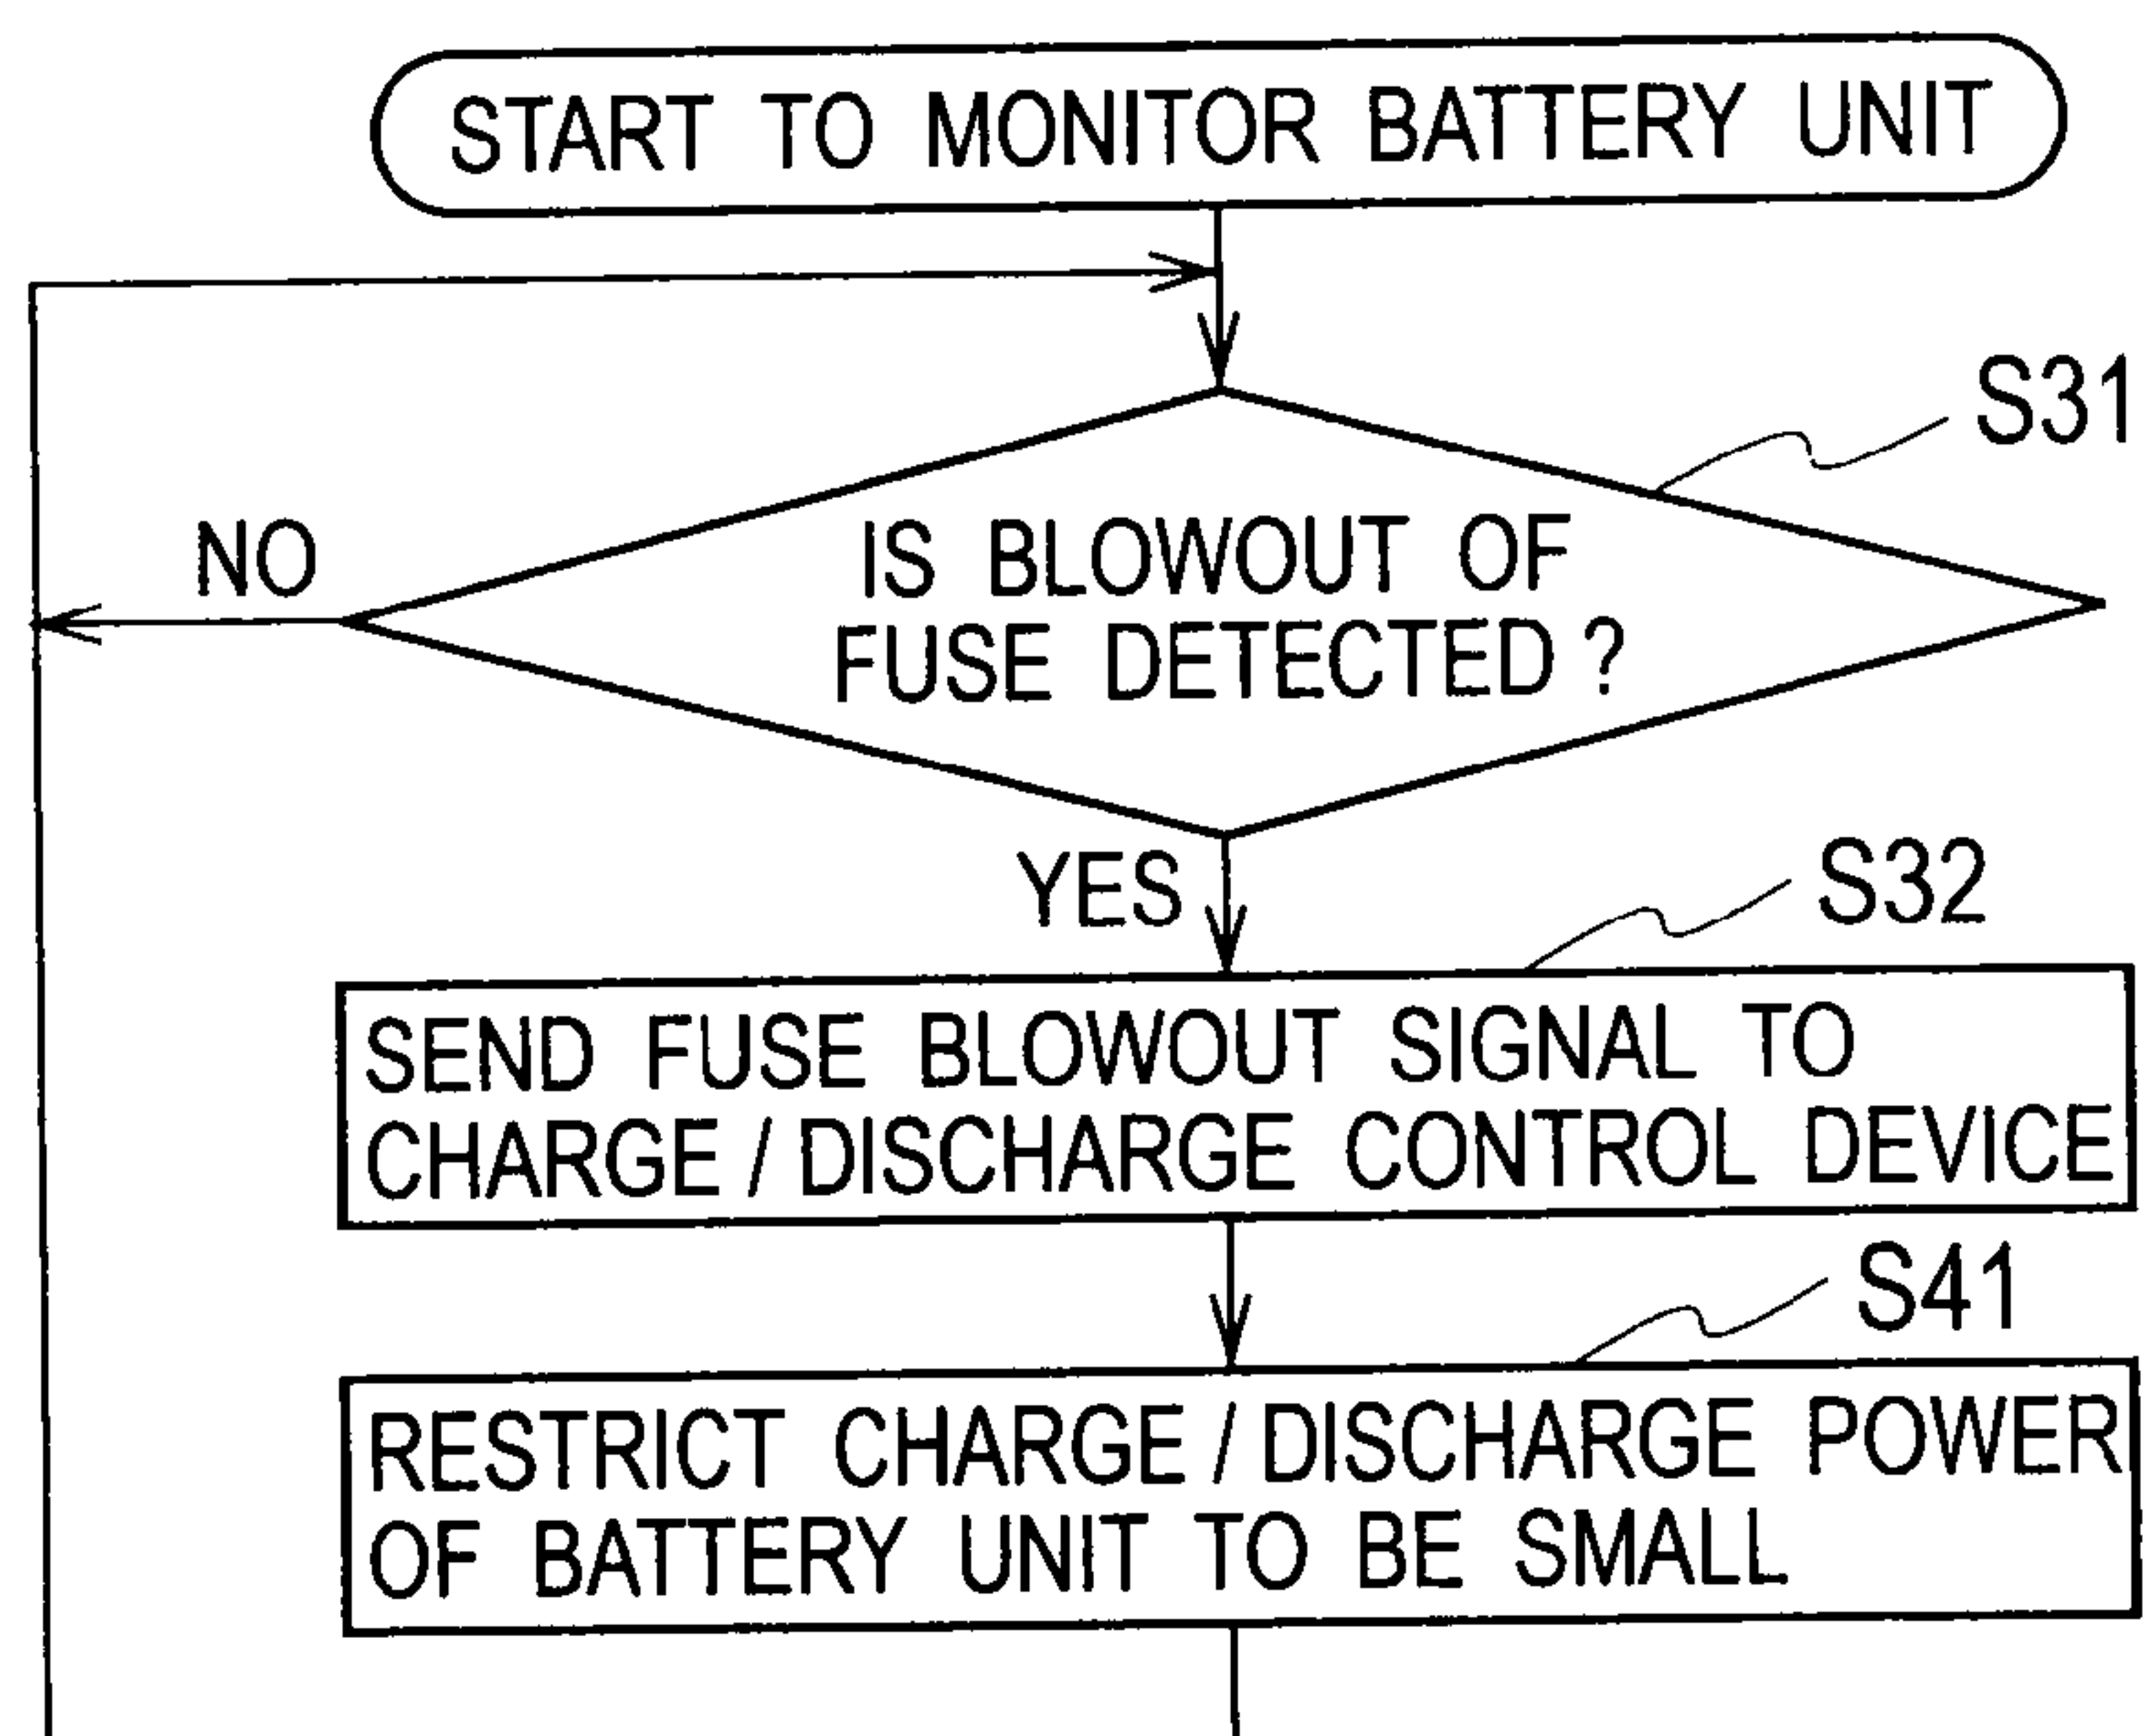 START TO MONITOR BATTERY UNIT
S31
NO
IS BLOWOUT OF
FUSE DETECTED ?
YES
S32
SEND FUSE BLOWOUT SIGNAL TO
CHARGE / DISCHARGE CONTROL DEVICE
S41
RESTRICT CHARGE / DISCHARGE POWER
OF BATTERY UNIT TO BE SMALL